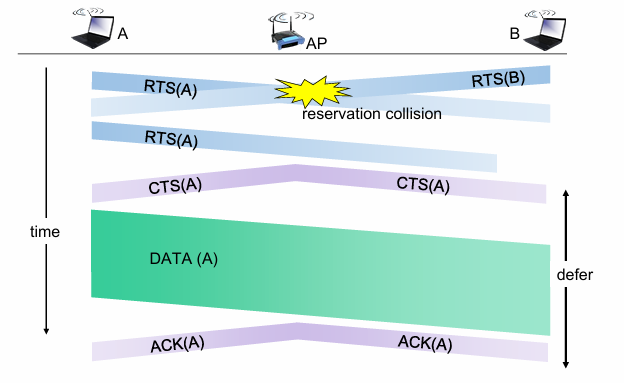 A
AP
B
RTS(A)
RTS(B)
reservation collision
RTS(A)
CTS(A)
CTS(A)
time
DATA (A)
defer
ACK(A)
ACK(A)